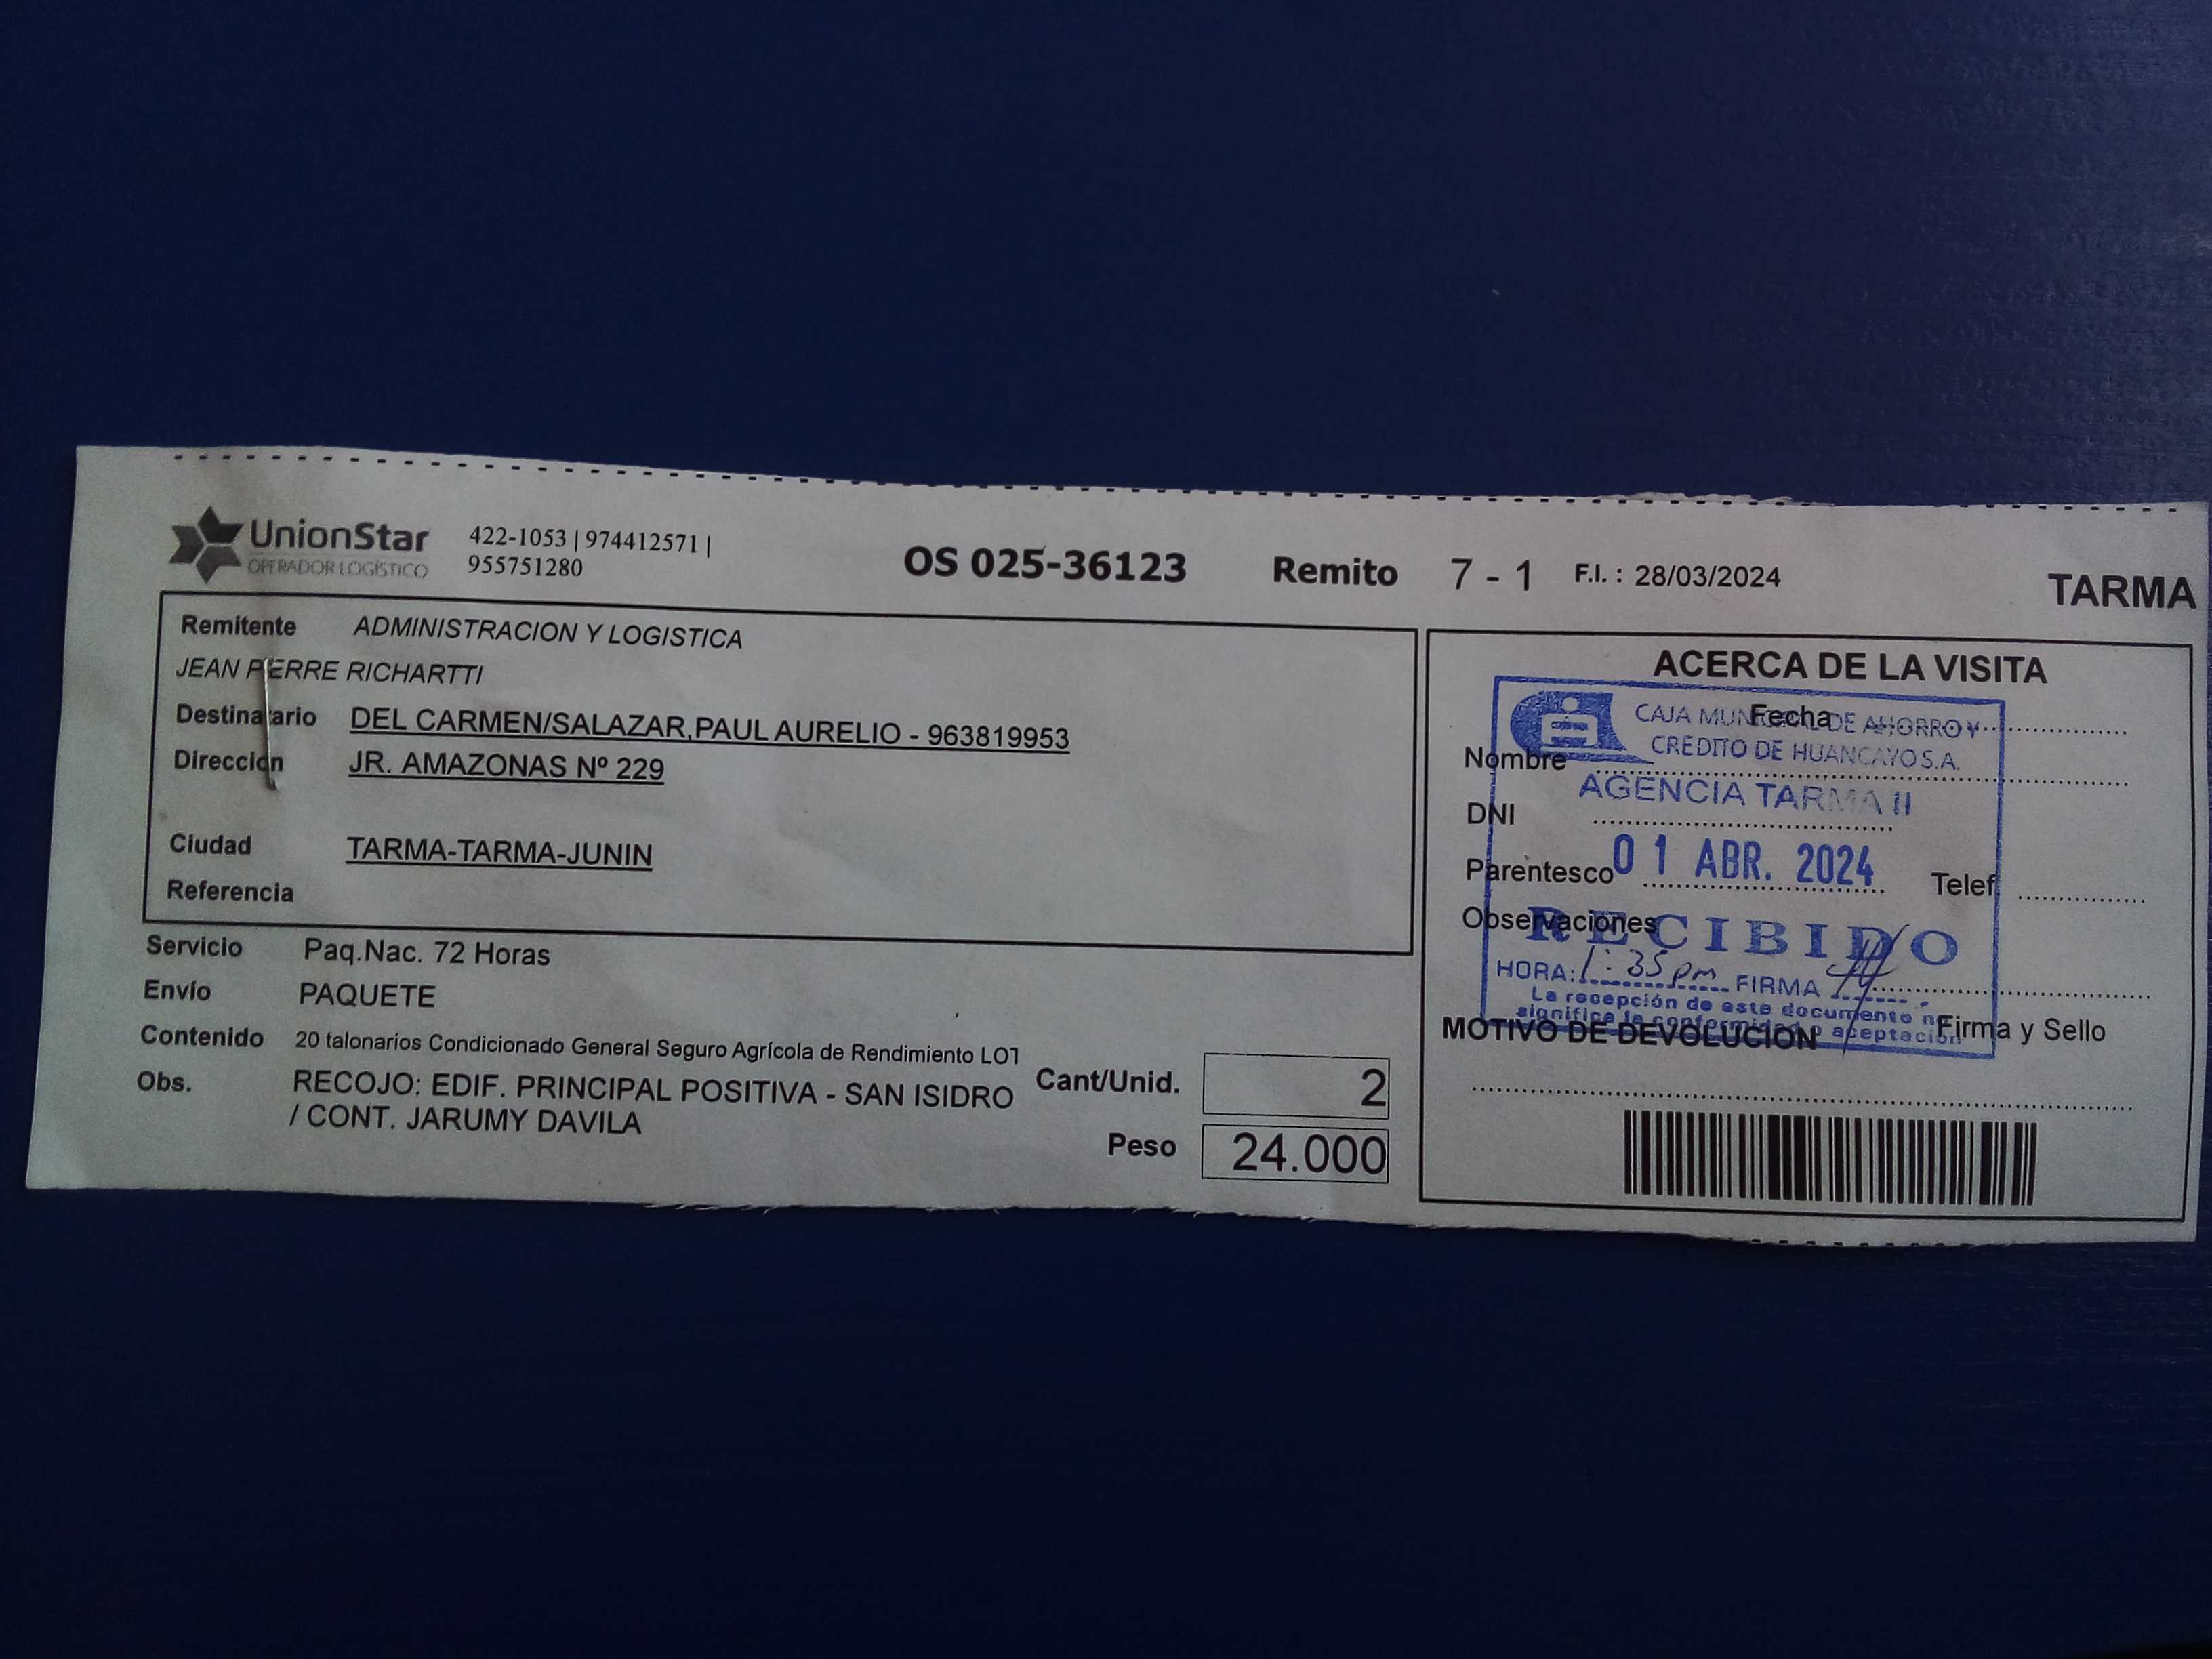 UnionStar
OPERADOR LOGÍSTICO
422-1053 | 974412571 |
955751280
OS 025-36123 Remito 7 - 1 F.I. : 28/03/2024 TARMA
Remitente ADMINISTRACION Y LOGISTICA
JEAN PIERRE RICHARTTI
Destinatario DEL CARMEN/SALAZAR,PAUL AURELIO - 963819953
Dirección JR. AMAZONAS Nº 229
Ciudad TARMA-TARMA-JUNIN
Referencia
Servicio Paq.Nac. 72 Horas
Envío PAQUETE
Contenido 20 talonarios Condicionado General Seguro Agrícola de Rendimiento LOT
Obs. RECOJO: EDIF. PRINCIPAL POSITIVA - SAN ISIDRO
/ CONT. JARUMY DAVILA
Cant/Unid. 2
Peso 24.000
ACERCA DE LA VISITA
Fecha
Nombre
DNI
Parentesco Telef.
Observaciones
Firma y Sello
MOTIVO DE DEVOLUCION
CAJA MUNICIPAL DE AHORRO Y
CREDITO DE HUANCAYO S.A.
AGENCIA TARMA II
01 ABR. 2024
RECIBIDO
HORA: 1:35 pm FIRMA
La recepción de este documento no
significa la conformidad o aceptación